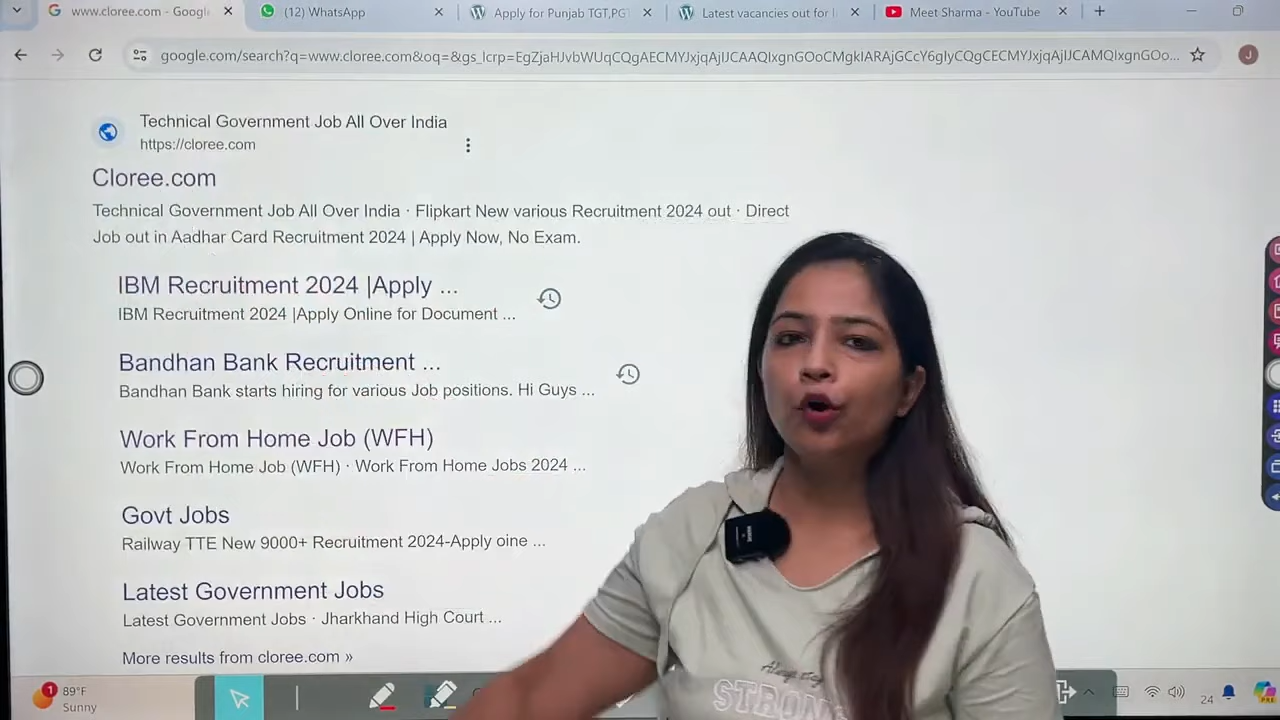 www.cloree.com - Googl
(12) WhatsApp
Apply for Punjab TGT,PG
Latest vacancies out for
Meet Sharma - YouTube
google.com/search?q=www.cloree.com&oq=&gs_lcrp=
J
Technical Government Job All Over India
https://cloree.com
Cloree.com
Technical Government Job All Over India · Flipkart New various Recruitment 2024 out · Direct
Job out in Aadhar Card Recruitment 2024 | Apply Now, No Exam.
IBM Recruitment 2024 |Apply ...
IBM Recruitment 2024 |Apply Online for Document ...
Bandhan Bank Recruitment ...
Bandhan Bank starts hiring for various Job positions. Hi Guys ...
Work From Home Job (WFH)
Work From Home Job (WFH) · Work From Home Jobs 2024 ...
Govt Jobs
Railway TTE New 9000+ Recruitment 2024-Apply oine ...
Latest Government Jobs
Latest Government Jobs · Jharkhand High Court ...
More results from cloree.com »
Always
STRON
1
89°F
Sunny
24
PRE